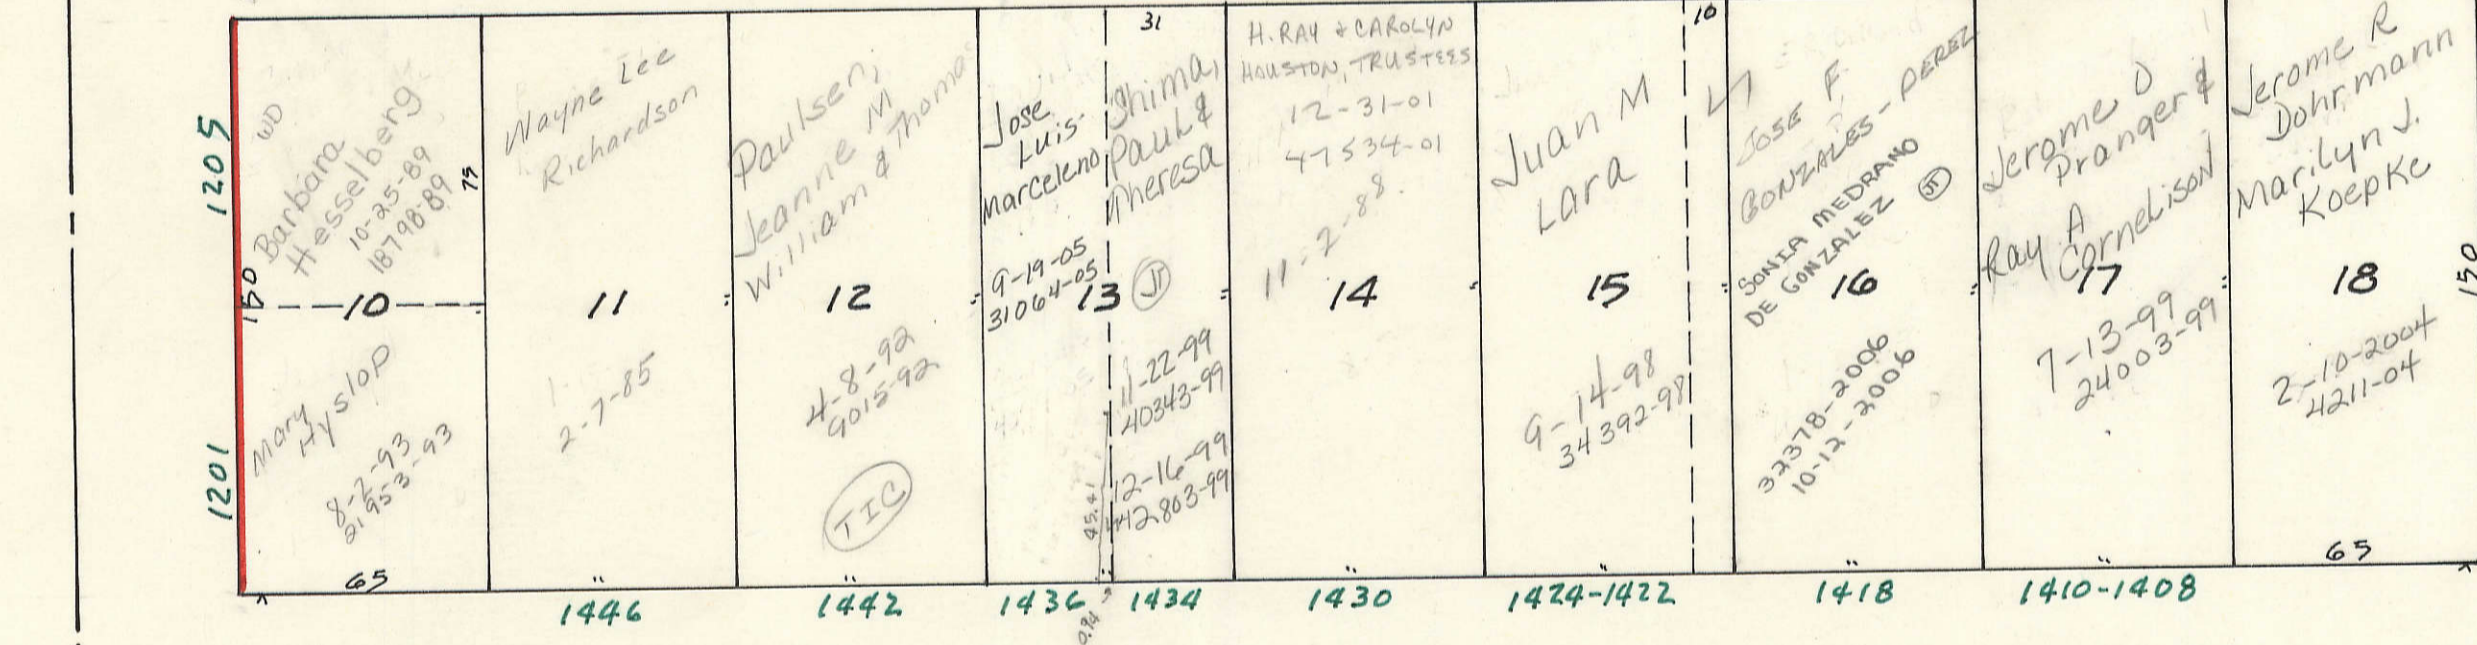 1205
1201
WD
Barbara
Hesselberg
10-25-89
18798-89
75
150
10
Mary
Hyslop
8-2-93
21953-93
65
Wayne Lee
Richardson
11
2-7-85
"
1446
Paulsen,
Jeanne M
William & Thomas
"
12
4-8-92
9015-92
TIC
"
1442
Jose
Luis
Marceleno
9-19-05
31064-05
"
13
JT
31
Shima,
Paul &
Theresa
11-22-99
40343-99
12-16-99
442803-99
45.41
0.94
1436
1434
H. RAY & CAROLYN
HOUSTON, TRUSTEES
12-31-01
47534-01
11-2-88
"
14
"
1430
Juan M
Lara
"
15
9-14-98
34392-98
"
1424-1422
10
JOSE F
GONZALES-PEREZ
SONIA MEDRANO
DE GONZALEZ
JT
"
16
32378-2006
10-12-2006
"
1418
Jerome D
Pranger &
Ray A
Cornelison
"
17
7-13-99
24003-99
"
1410-1408
Jerome R
Dohrmann
Marilyn J.
Koepke
"
18
150
2-10-2004
4211-04
65